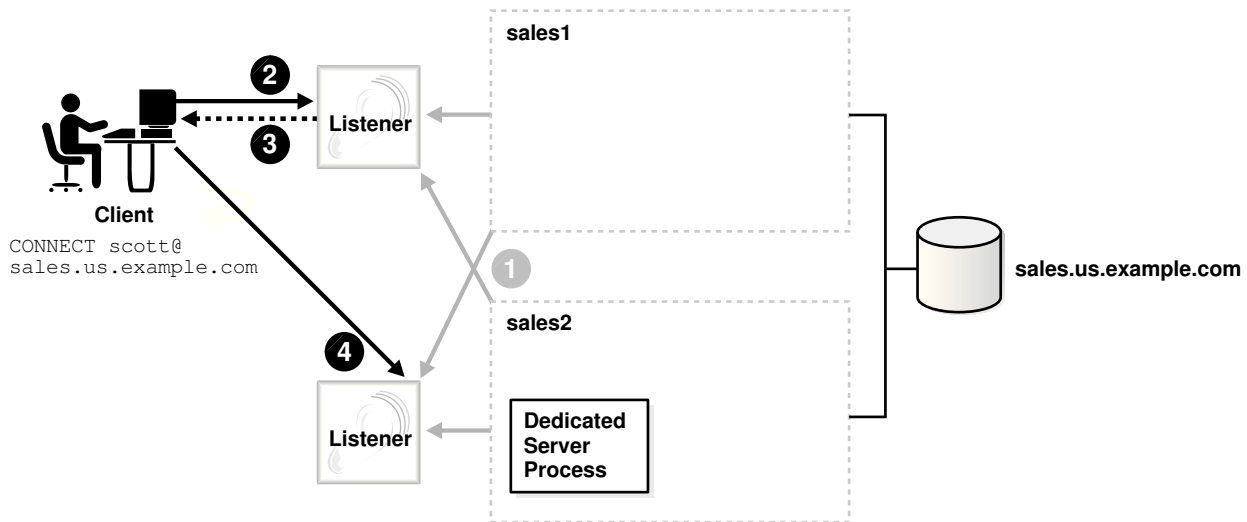 sales1
2
Listener
3
Client
CONNECT scott@
sales.us.example.com
1
sales.us.example.com
sales2
4
Listener
Dedicated
Server
Process